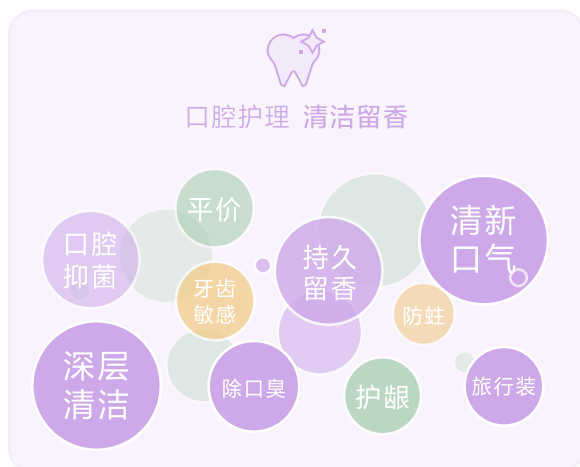 口腔护理 清洁留香
平价
清新
口气
口腔
抑菌
持久
留香
牙齿
敏感
防蛀
深层
清洁
除口臭
护龈
旅行装